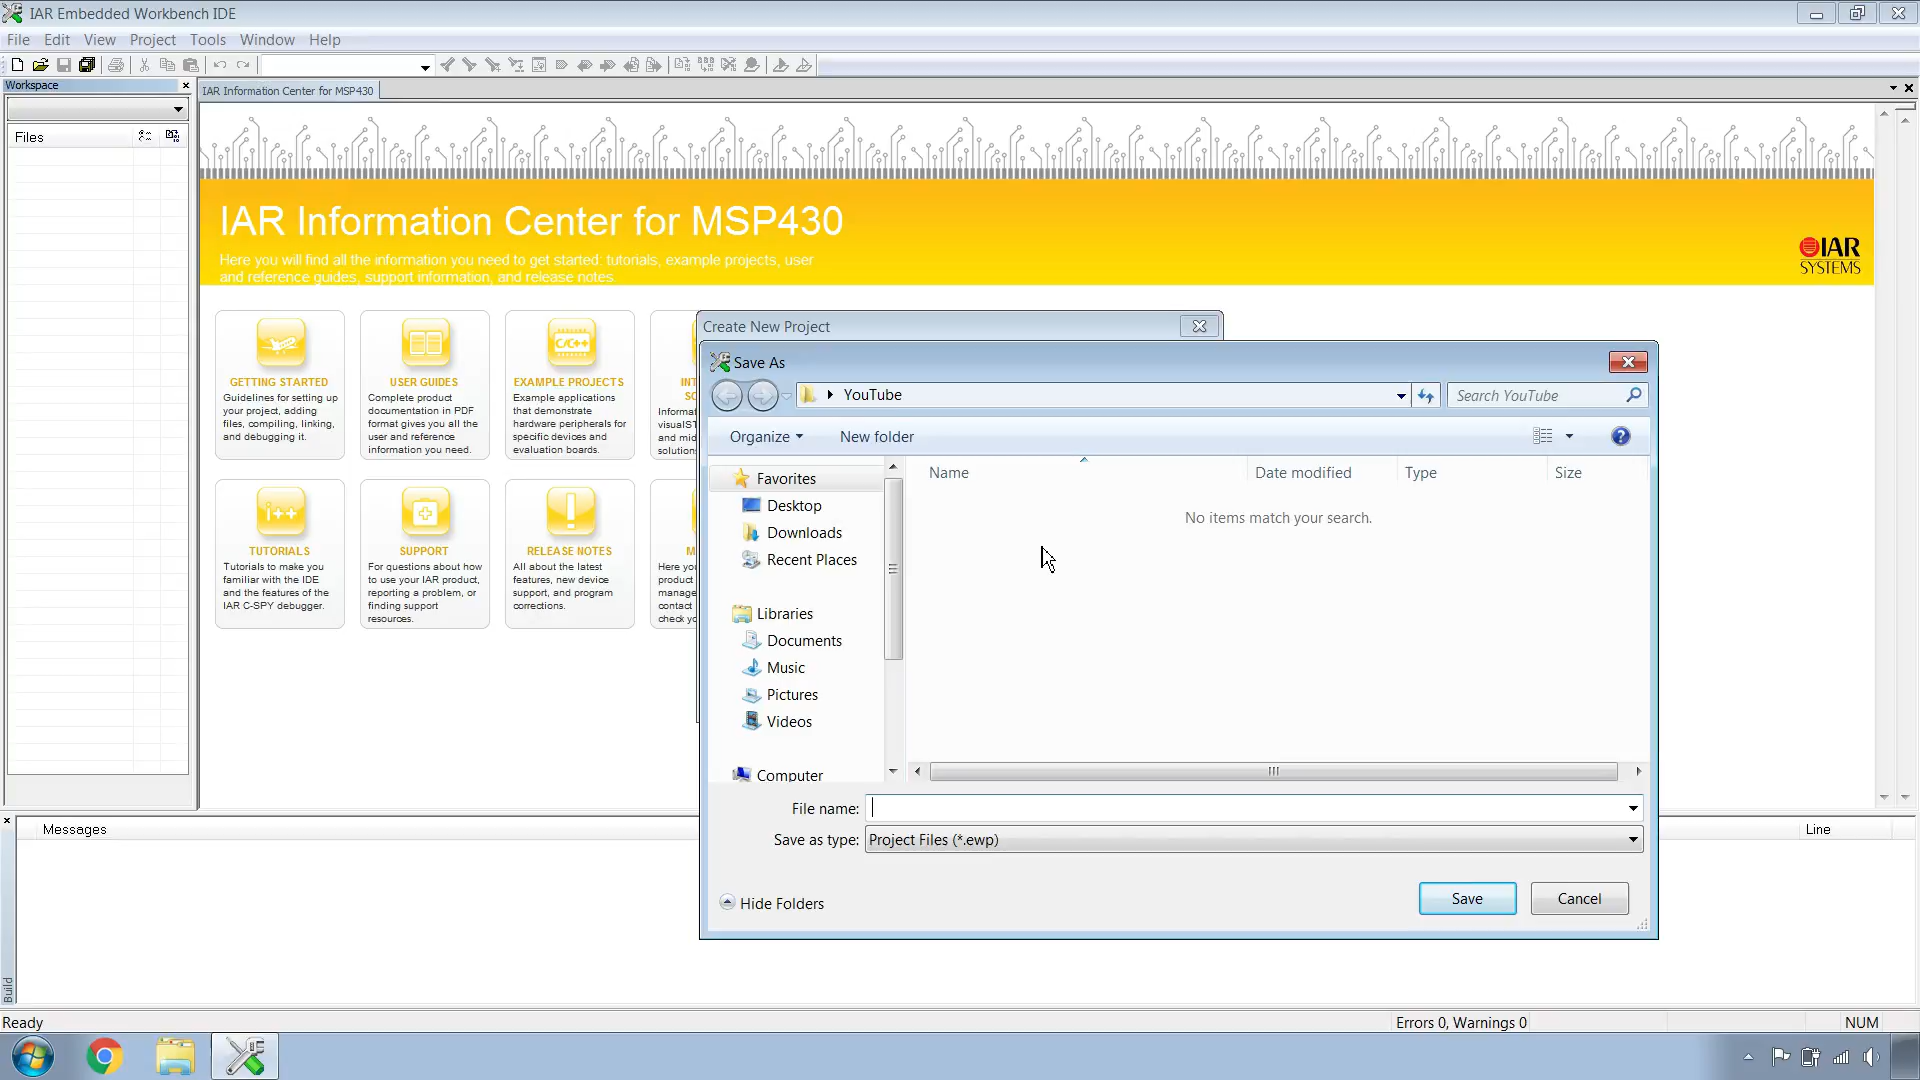 IAR Embedded Workbench IDE
File Edit View Project Tools Window Help
Workspace
IAR Information Center for MSP430
Files
IAR Information Center for MSP430
Here you will find all the information you need to get started: tutorials, example projects, user
and reference guides, support information, and release notes
IAR
SYSTEMS
GETTING STARTED
Guidelines for setting up
your project, adding
files, compiling, linking,
and debugging it.
USER GUIDES
Complete product
documentation in PDF
format gives you all the
user and reference
information you need.
C/C++
EXAMPLE PROJECTS
Example applications
that demonstrate
hardware peripherals for
specific devices and
evaluation boards.
i++
TUTORIALS
Tutorials to make you
familiar with the IDE
and the features of the
IAR C-SPY debugger.
SUPPORT
For questions about how
to use your IAR product,
reporting a problem, or
finding support
resources.
RELEASE NOTES
All about the latest
features, new device
support, and program
corrections.
Create New Project
Save As
YouTube
Search YouTube
Organize
New folder
Favorites
Desktop
Downloads
Recent Places
Libraries
Documents
Music
Pictures
Videos
Computer
Name Date modified Type Size
No items match your search.
File name:
Save as type: Project Files (*.ewp)
Hide Folders
Save Cancel
Messages
Line
Build
Ready
Errors 0, Warnings 0
NUM